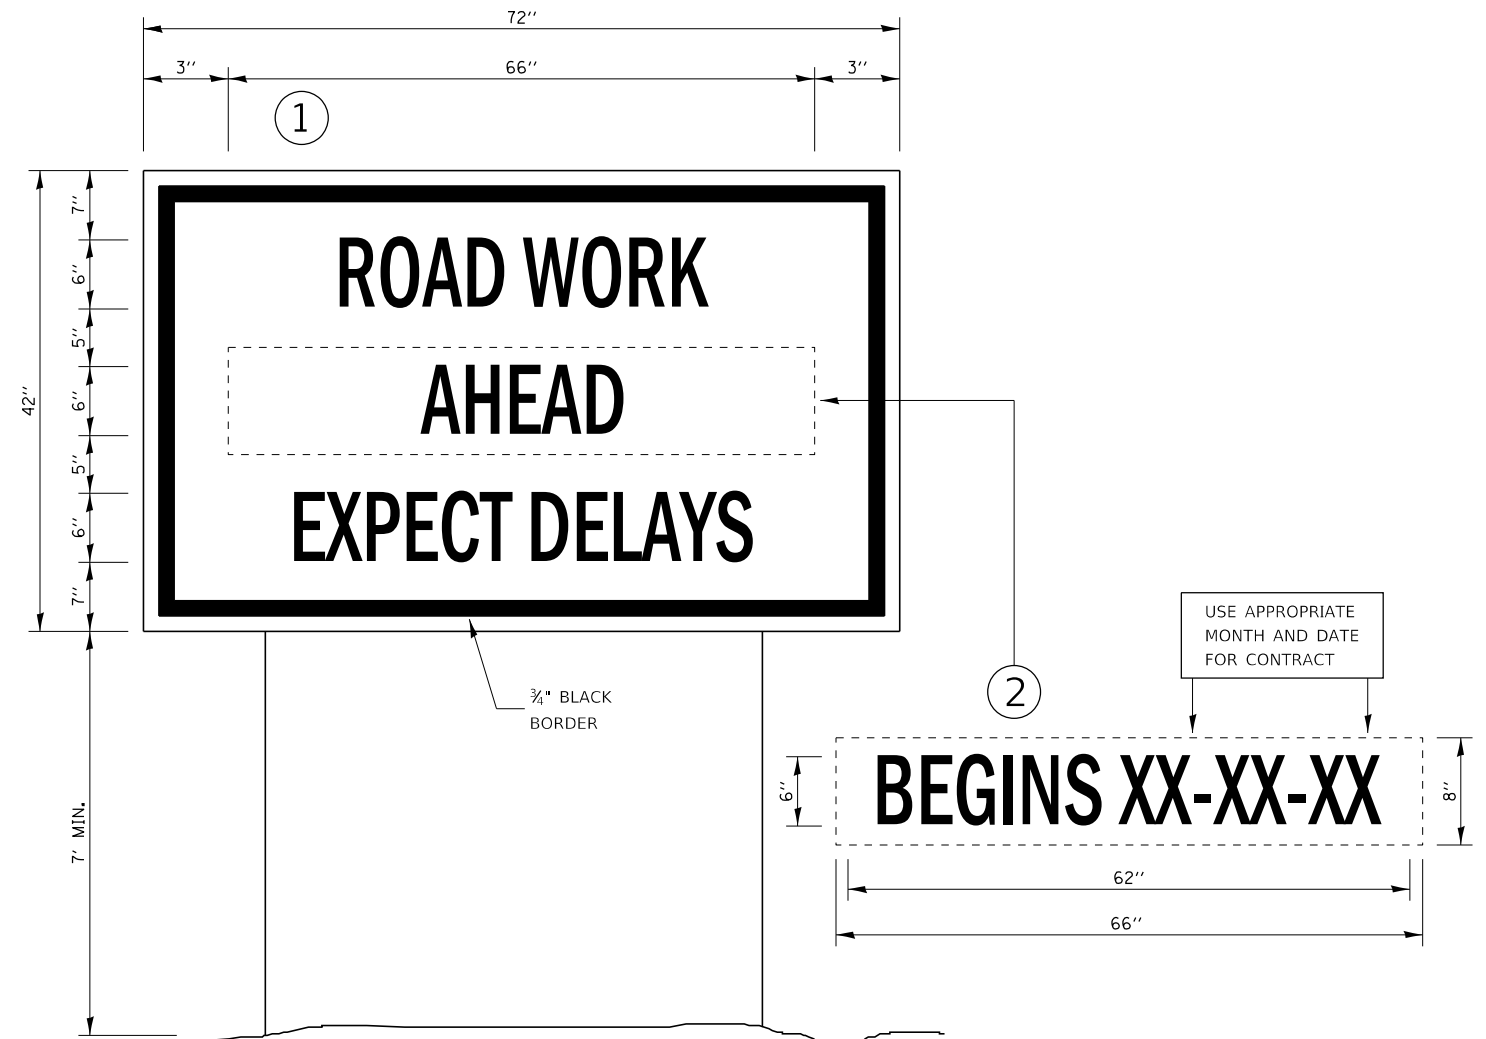 72''
3'' 66'' 3''
1
7''
6''
5''
6''
5''
6''
7''
42''
ROAD WORK
AHEAD
EXPECT DELAYS
¾" BLACK
BORDER
7' MIN.
2
USE APPROPRIATE
MONTH AND DATE
FOR CONTRACT
6''
BEGINS XX-XX-XX
8''
62''
66''